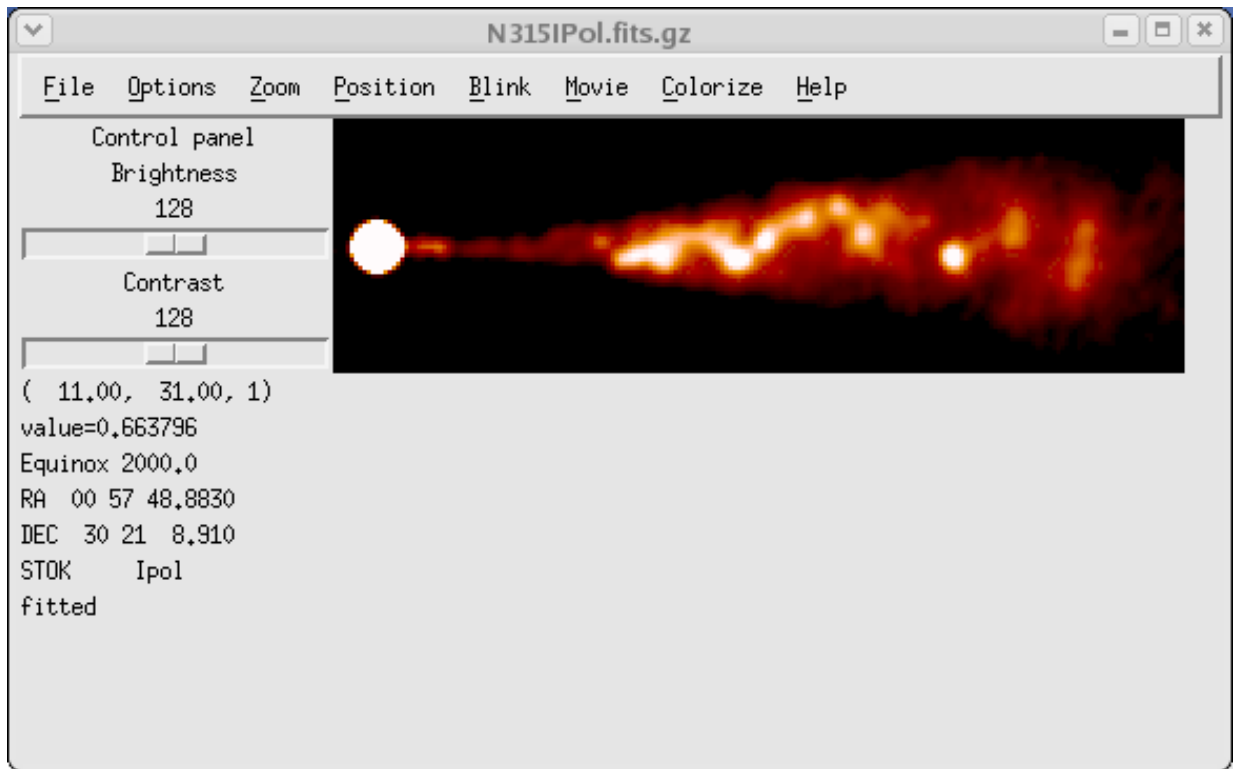 N315IPol.fits.gz
File Options Zoom Position Blink Movie Colorize Help
Control panel
Brightness
128
Contrast
128
( 11.00, 31.00, 1)
value=0.663796
Equinox 2000.0
RA 00 57 48.8830
DEC 30 21 8.910
STOK Ipol
fitted